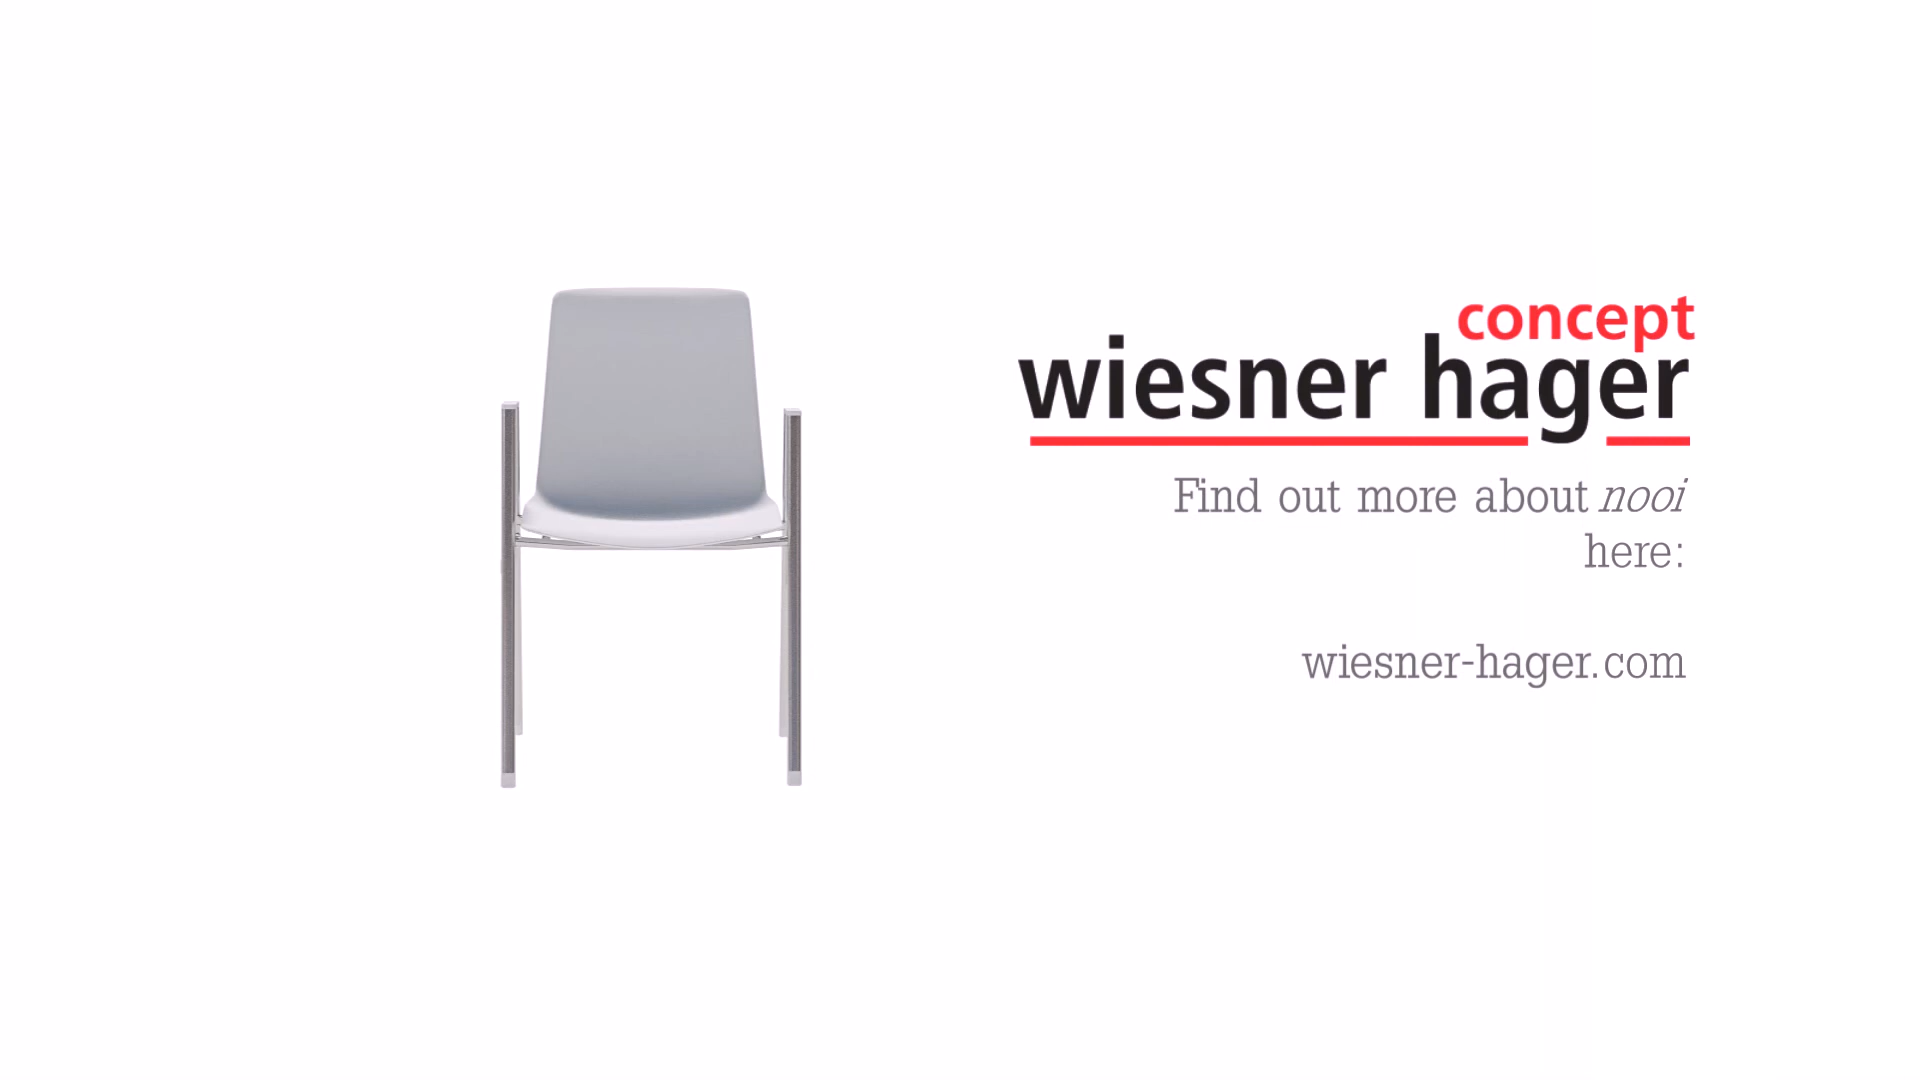 concept
wiesner hager
Find out more about nooi
here:
wiesner-hager.com